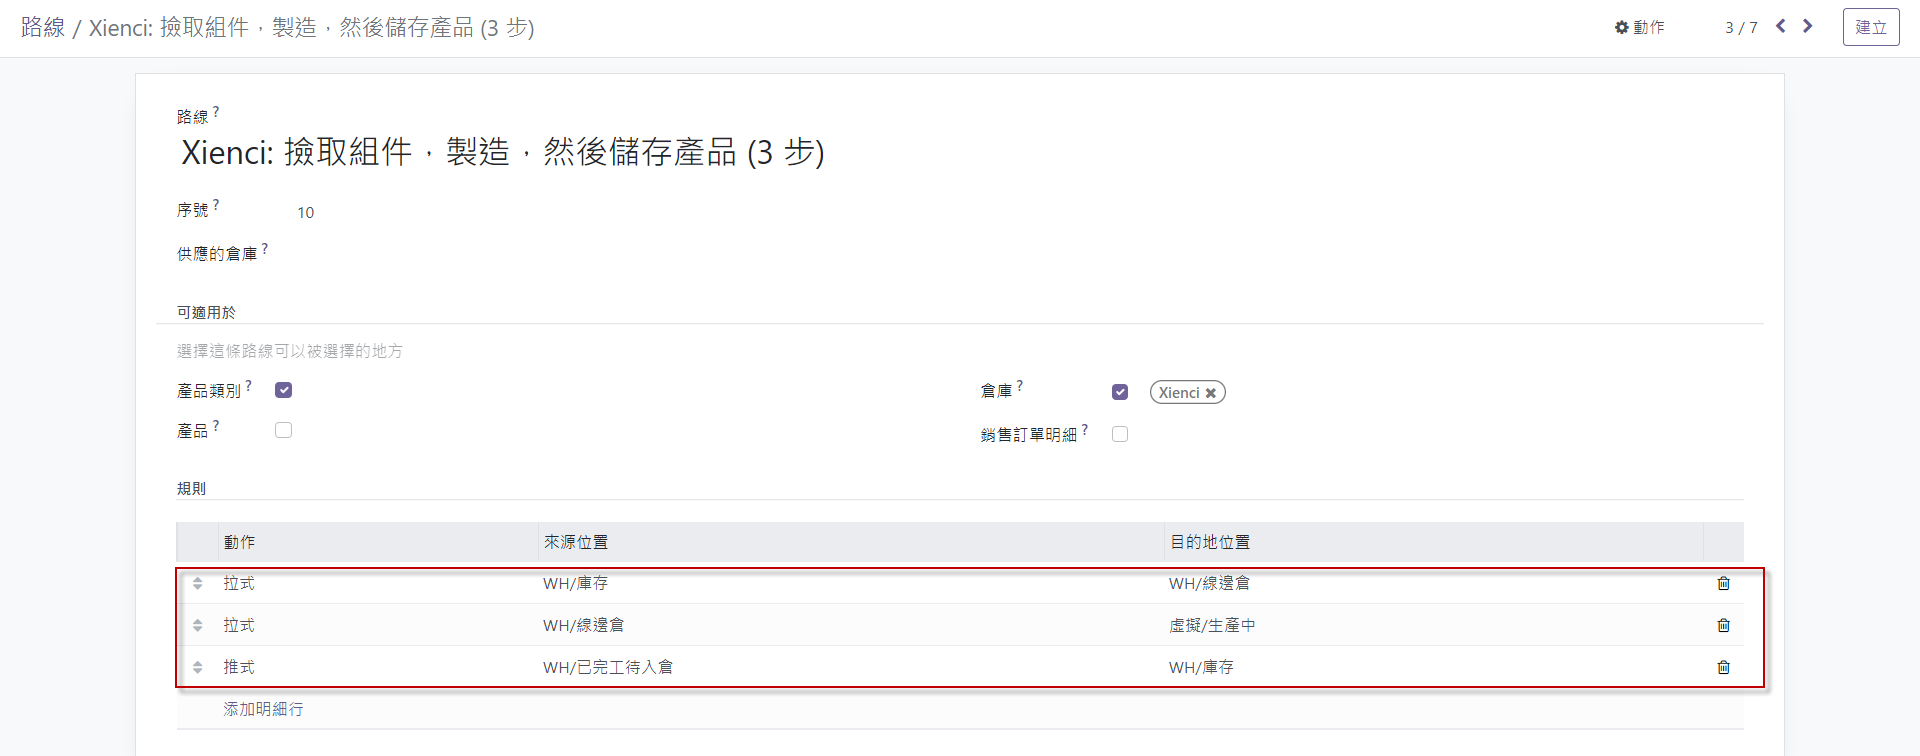 路線 / Xienci: 撿取組件，製造，然後儲存產品 (3 步)
動作 3 / 7 建立
路線 ?
Xienci: 撿取組件，製造，然後儲存產品 (3 步)
序號 ? 10
供應的倉庫 ?
可適用於
選擇這條路線可以被選擇的地方
產品類別 ? 倉庫 ? Xienci
產品 ? 銷售訂單明細 ?
規則
動作 來源位置 目的地位置
拉式 WH/庫存 WH/線邊倉
拉式 WH/線邊倉 虛擬/生產中
推式 WH/已完工待入倉 WH/庫存
添加明細行